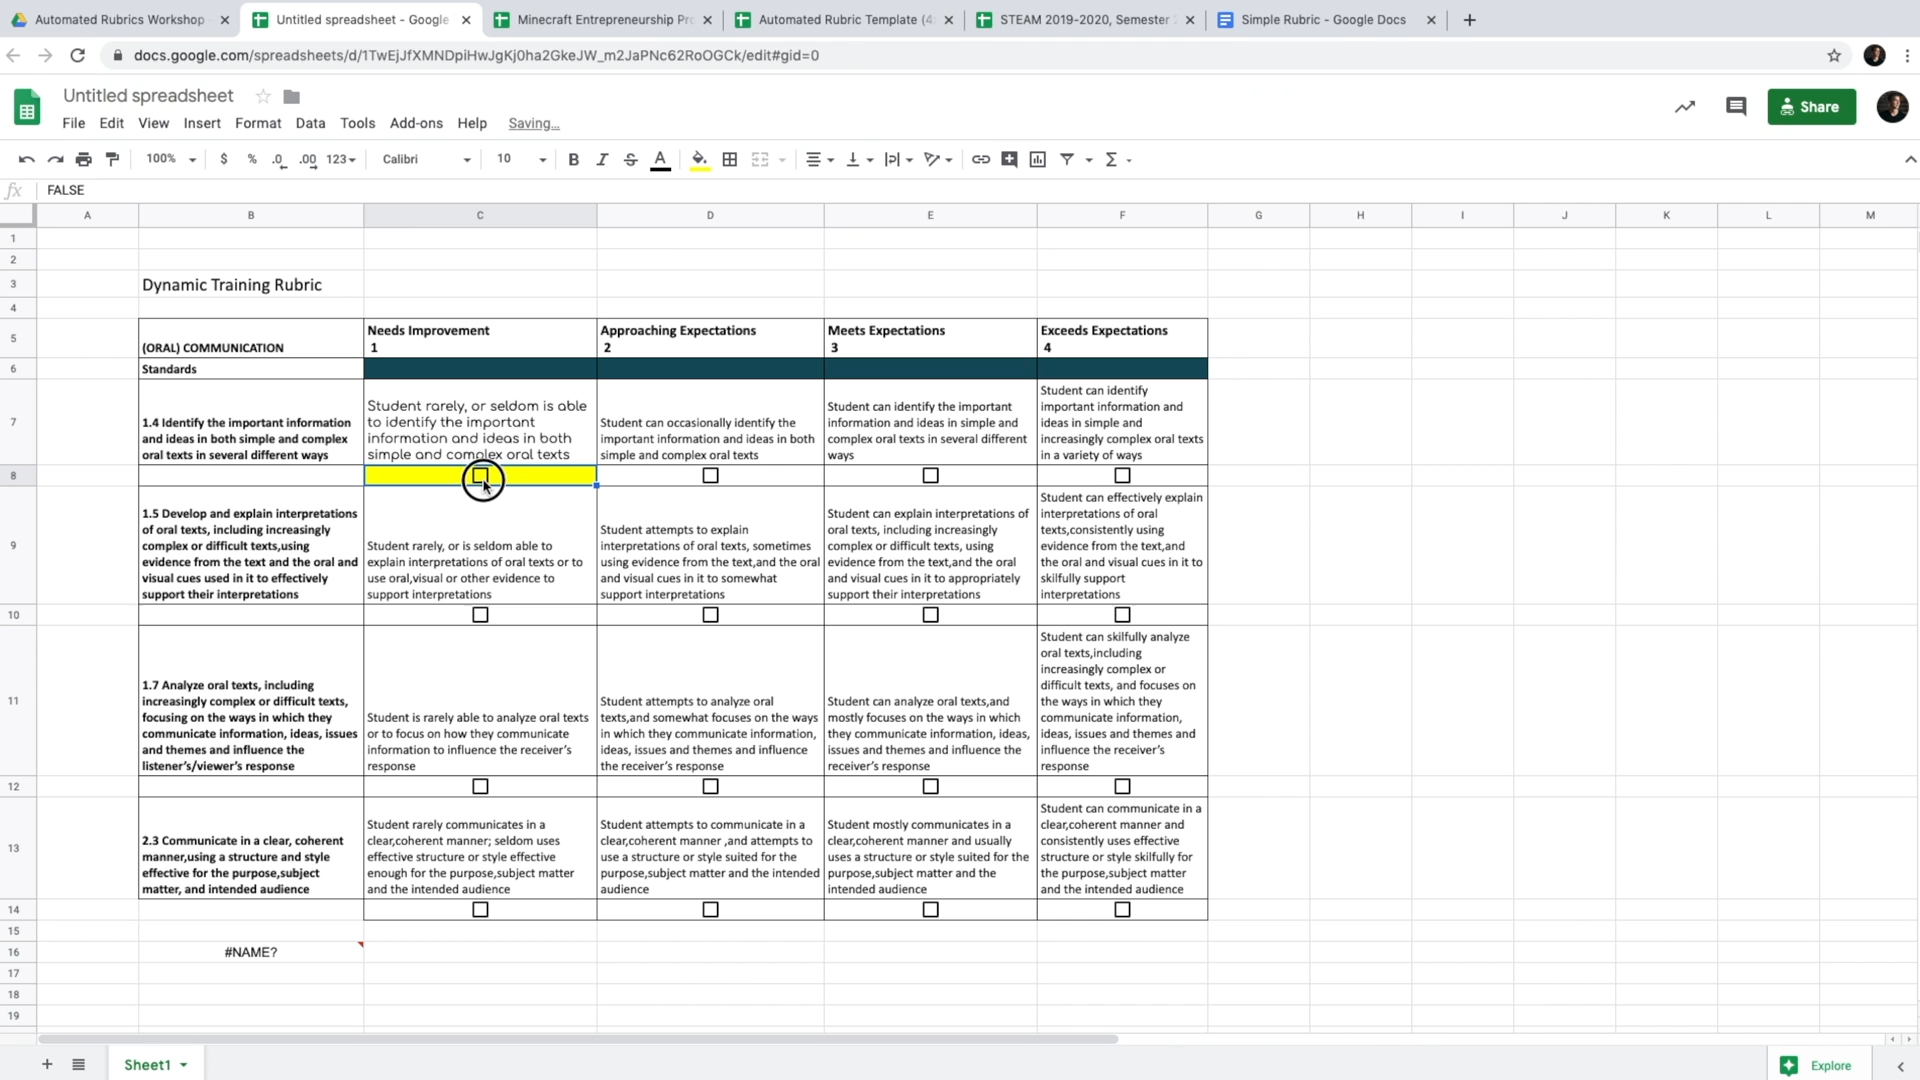 Automated Rubrics Workshop
Untitled spreadsheet - Google
Minecraft Entrepreneurship Pro
Automated Rubric Template (4
STEAM 2019-2020, Semester
Simple Rubric - Google Docs
docs.google.com/spreadsheets/d/1TwEjJfXMNDpiHwJgKj0ha2GkeJW_m2JaPNc62RoOGCk/edit#gid=0
Untitled spreadsheet
File Edit View Insert Format Data Tools Add-ons Help Saving...
Share
100% $ % .0 .00 123 Calibri 10 B I S A
fx FALSE
A B C D E F G H I J K L M
1
2
3 Dynamic Training Rubric
4
5
(ORAL) COMMUNICATION
Needs Improvement
1
Approaching Expectations
2
Meets Expectations
3
Exceeds Expectations
4
6 Standards
7
1.4 Identify the important information
and ideas in both simple and complex
oral texts in several different ways
Student rarely, or seldom is able
to identify the important
information and ideas in both
simple and complex oral texts
Student can occasionally identify the
important information and ideas in both
simple and complex oral texts
Student can identify the important
information and ideas in simple and
complex oral texts in several different
ways
Student can identify
important information and
ideas in simple and
increasingly complex oral texts
in a variety of ways
8
9
1.5 Develop and explain interpretations
of oral texts, including increasingly
complex or difficult texts,using
evidence from the text and the oral and
visual cues used in it to effectively
support their interpretations
Student rarely, or is seldom able to
explain interpretations of oral texts or to
use oral,visual or other evidence to
support interpretations
Student attempts to explain
interpretations of oral texts, sometimes
using evidence from the text,and the oral
and visual cues in it to somewhat
support interpretations
Student can explain interpretations of
oral texts, including increasingly
complex or difficult texts, using
evidence from the text,and the oral
and visual cues in it to appropriately
support their interpretations
Student can effectively explain
interpretations of oral
texts,consistently using
evidence from the text,and
the oral and visual cues in it to
skilfully support
interpretations
10
11
1.7 Analyze oral texts, including
increasingly complex or difficult texts,
focusing on the ways in which they
communicate information, ideas, issues
and themes and influence the
listener's/viewer's response
Student is rarely able to analyze oral texts
or to focus on how they communicate
information to influence the receiver's
response
Student attempts to analyze oral
texts,and somewhat focuses on the ways
in which they communicate information,
ideas, issues and themes and influence
the receiver's response
Student can analyze oral texts,and
mostly focuses on the ways in which
they communicate information, ideas,
issues and themes and influence the
receiver's response
Student can skilfully analyze
oral texts,including
increasingly complex or
difficult texts, and focuses on
the ways in which they
communicate information,
ideas, issues and themes and
influence the receiver's
response
12
13
2.3 Communicate in a clear, coherent
manner,using a structure and style
effective for the purpose,subject
matter, and intended audience
Student rarely communicates in a
clear,coherent manner; seldom uses
effective structure or style effective
enough for the purpose,subject matter
and the intended audience
Student attempts to communicate in a
clear,coherent manner ,and attempts to
use a structure or style suited for the
purpose,subject matter and the intended
audience
Student mostly communicates in a
clear,coherent manner and usually
uses a structure or style suited for the
purpose,subject matter and the
intended audience
Student can communicate in a
clear,coherent manner and
consistently uses effective
structure or style skilfully for
the purpose,subject matter
and the intended audience
14
15
16 #NAME?
17
18
19
Sheet1
Explore